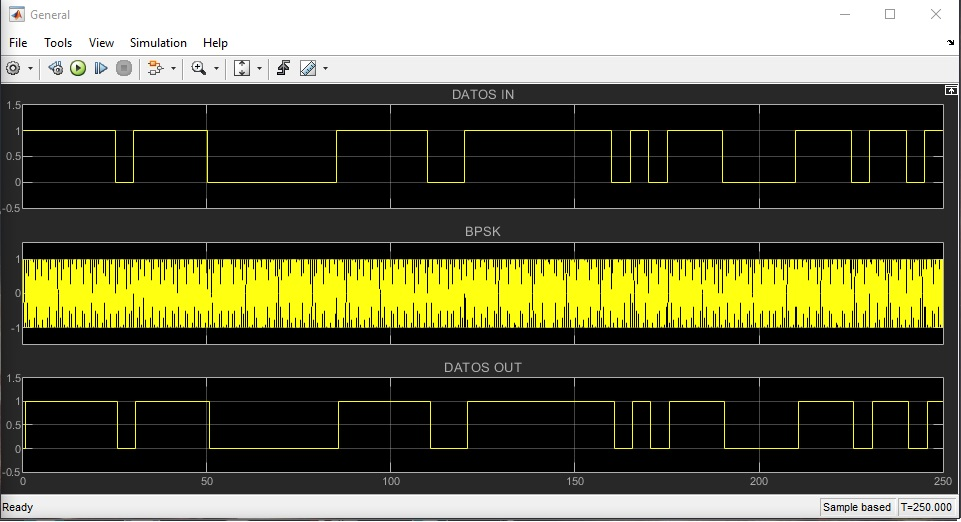 General
File Tools View Simulation Help
DATOS IN
1.5
1
0.5
0
-0.5
BPSK
1
0
-1
DATOS OUT
1.5
1
0.5
0
-0.5
0 50 100 150 200 250
Ready Sample based T=250.000